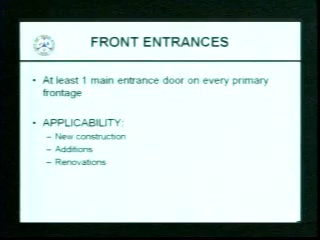 FRONT ENTRANCES
• At least 1 main entrance door on every primary
frontage
• APPLICABILITY:
– New construction
– Additions
– Renovations